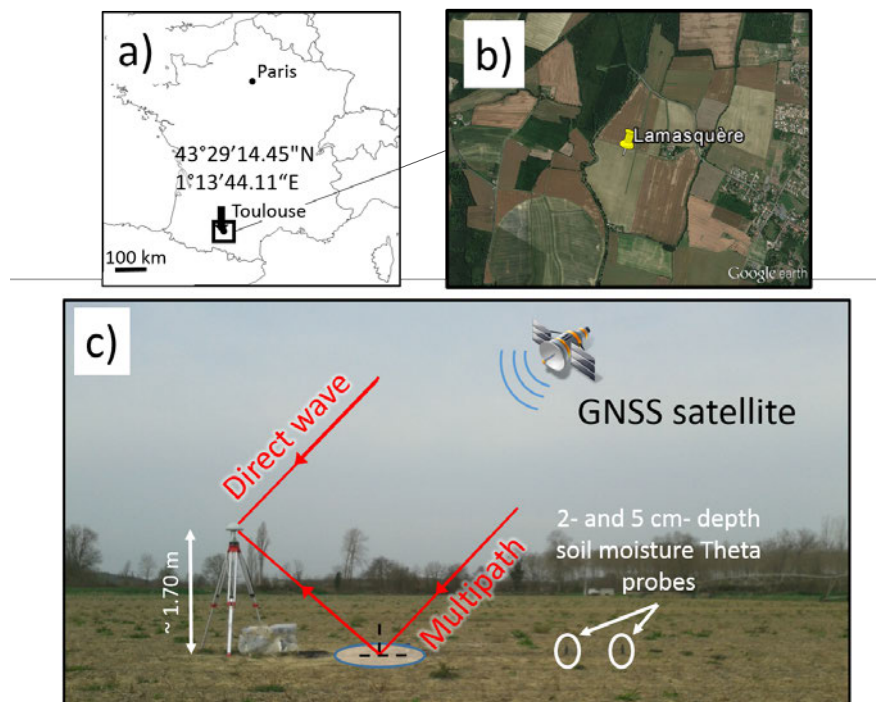 a)
Paris
43°29’14.45"N
1°13’44.11“E
Toulouse
100 km
b)
Lamasquère
Google earth
c)
Direct wave
Multipath
GNSS satellite
~ 1.70 m
2- and 5 cm- depth
soil moisture Theta
probes